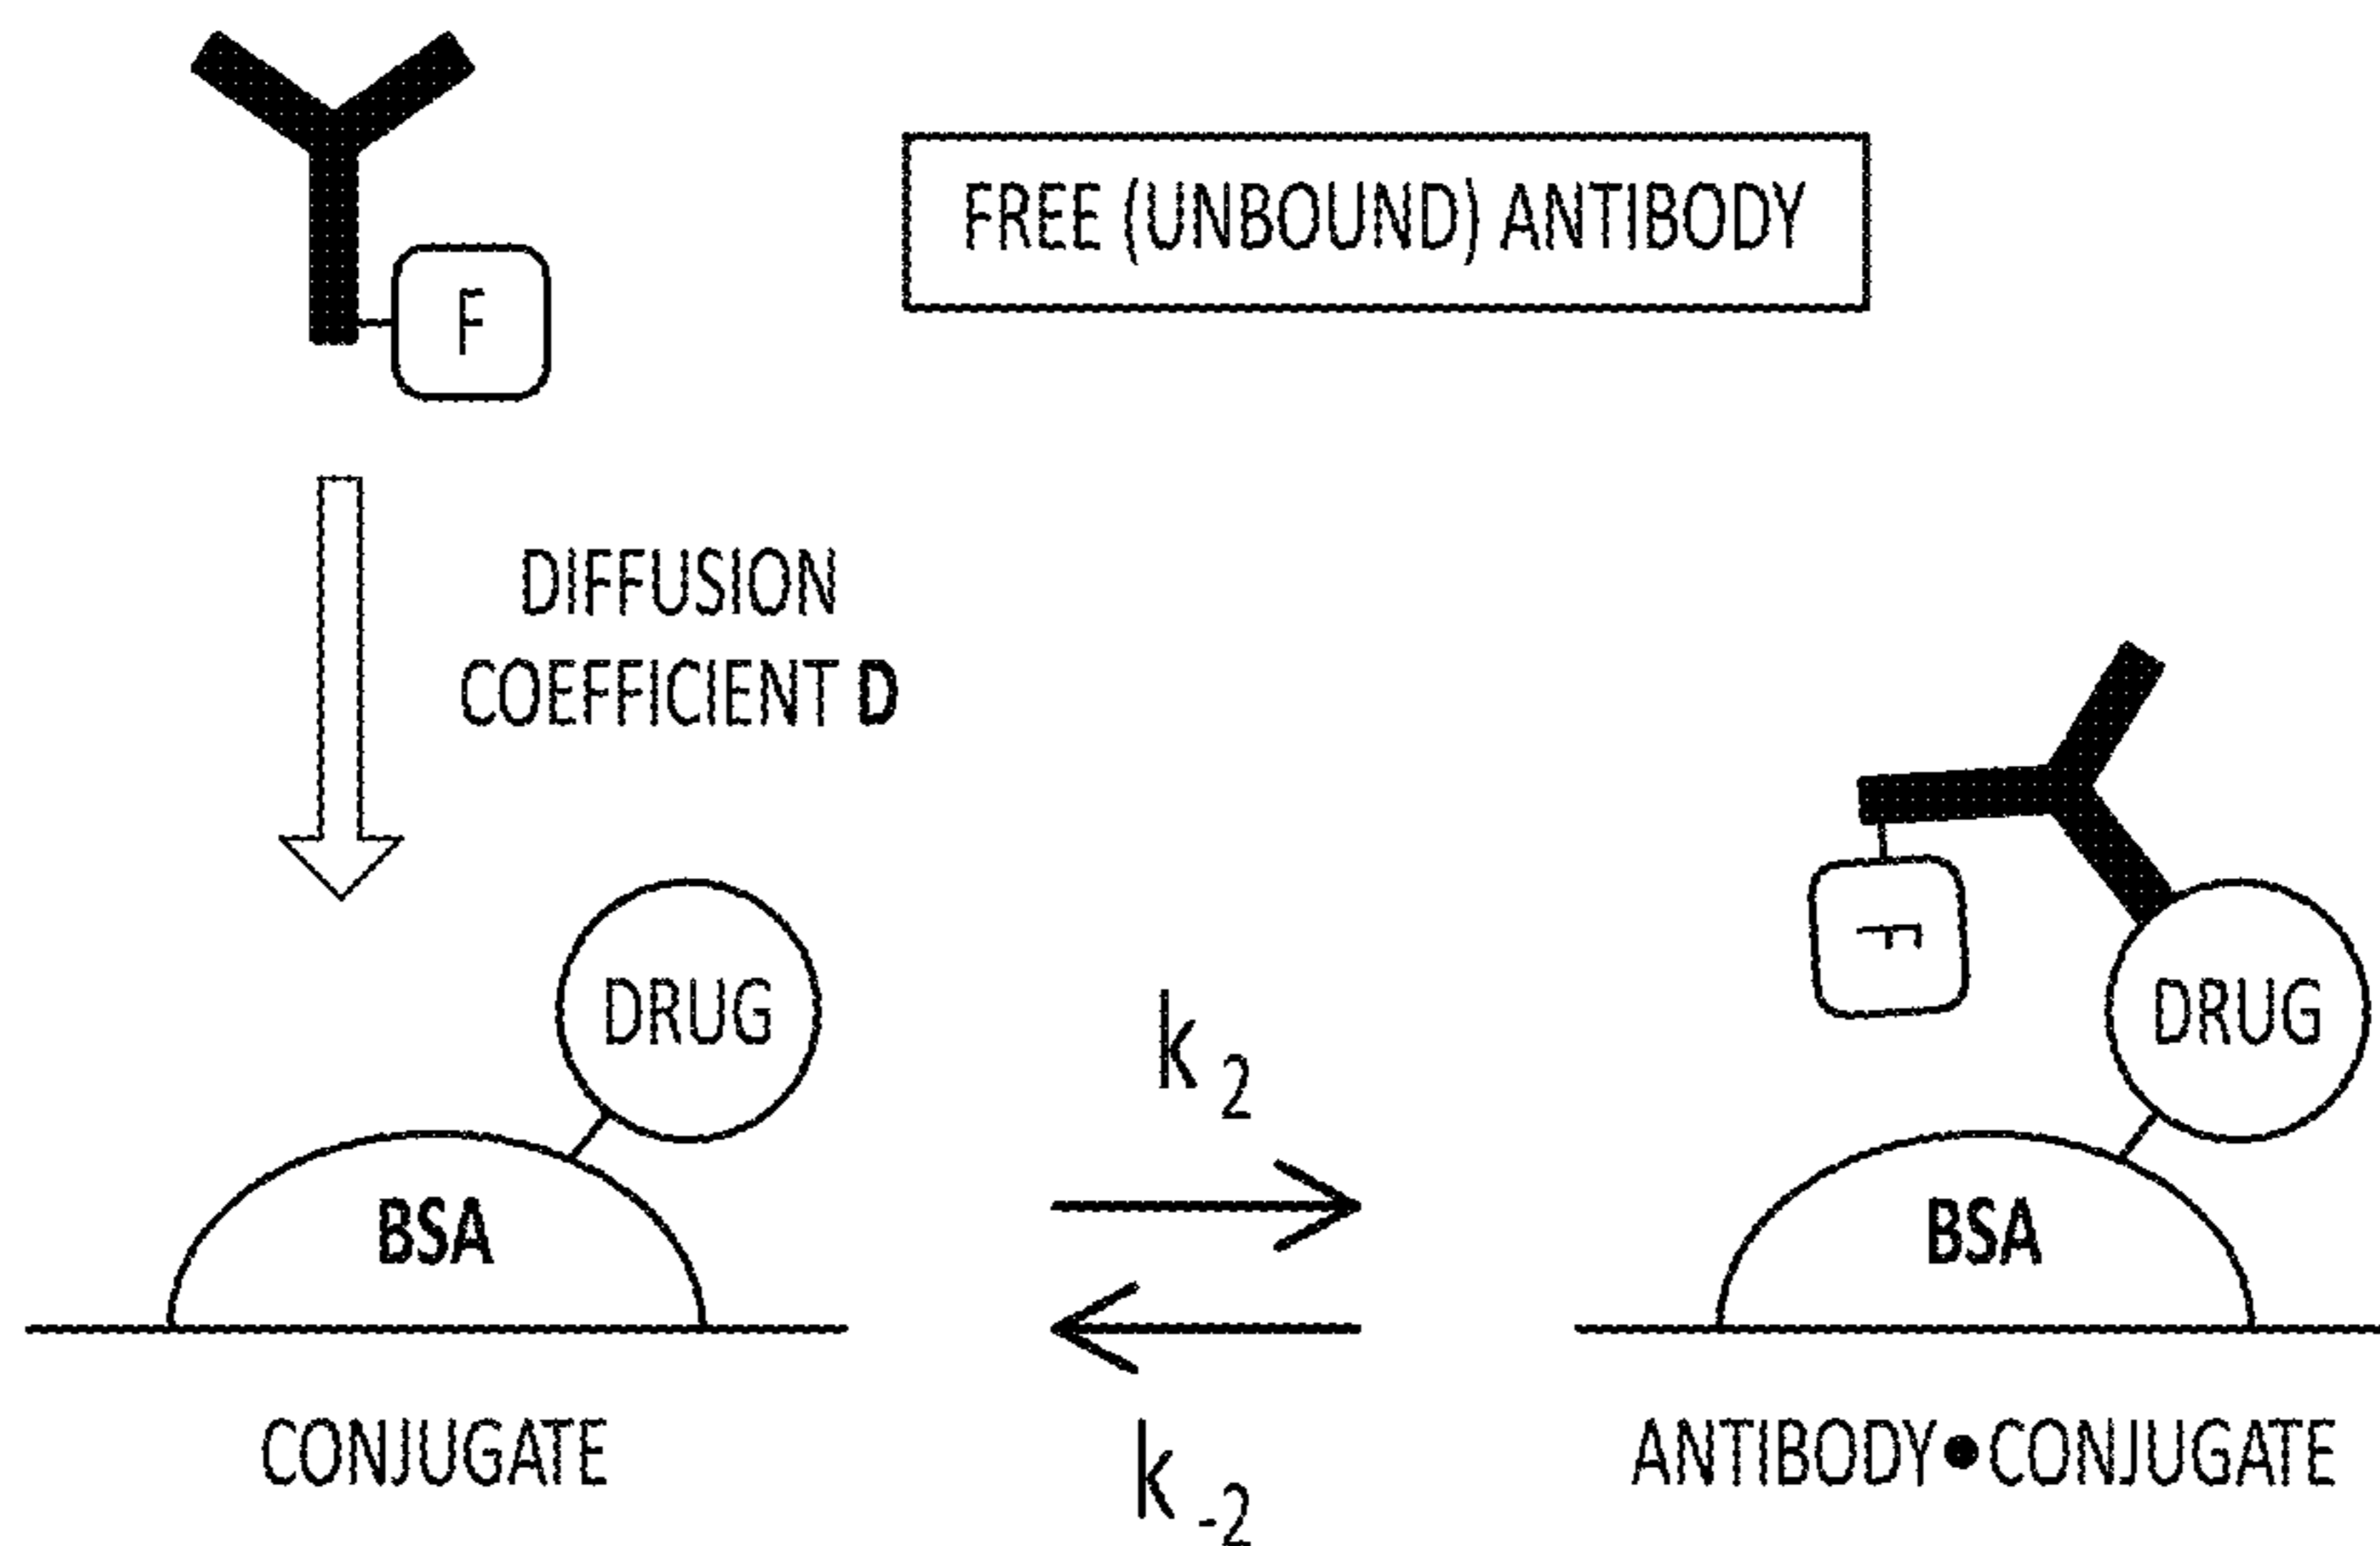 FREE (UNBOUND) ANTIBODY
F
DIFFUSION
COEFFICIENT D
F
DRUG
DRUG
k 2
BSA
BSA
CONJUGATE
k -2
ANTIBODY●CONJUGATE